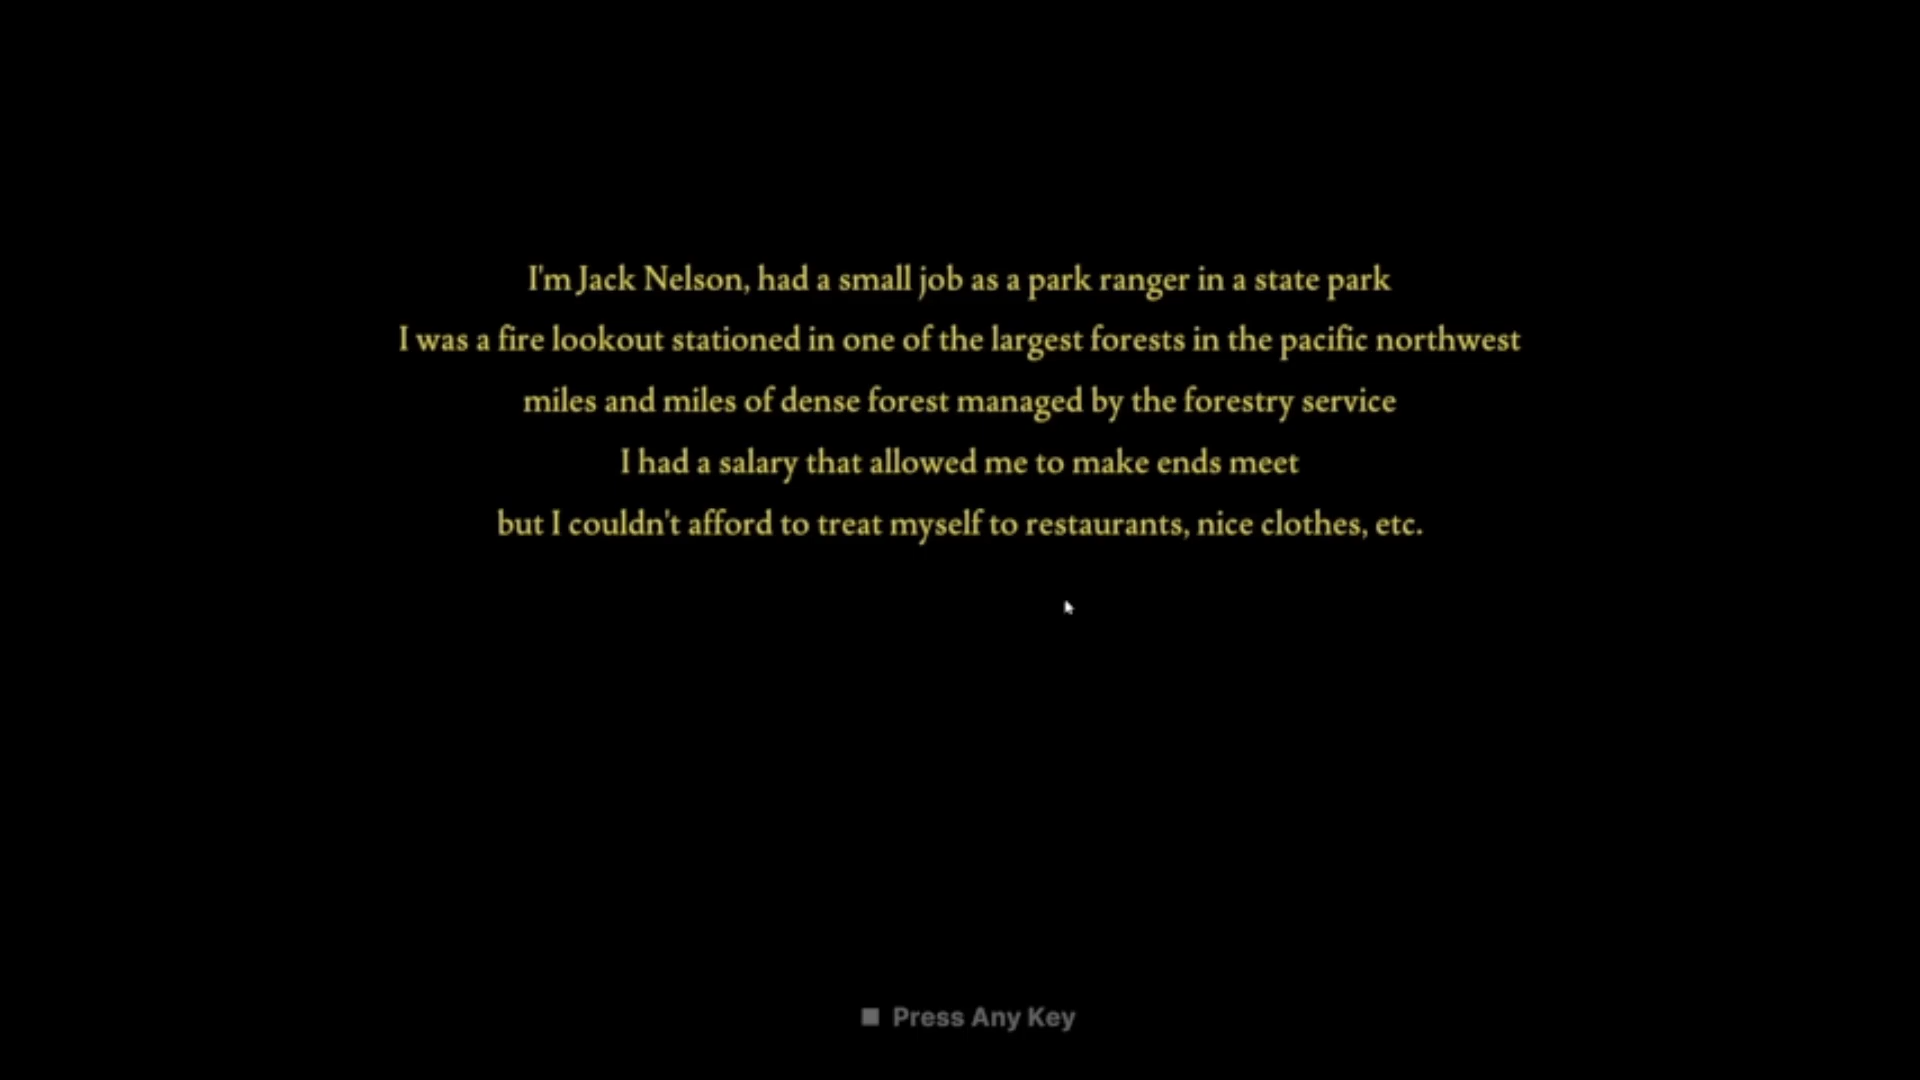 I'm Jack Nelson, had a small job as a park ranger in a state park
I was a fire lookout stationed in one of the largest forests in the pacific northwest
miles and miles of dense forest managed by the forestry service
I had a salary that allowed me to make ends meet
but I couldn't afford to treat myself to restaurants, nice clothes, etc.
Press Any Key